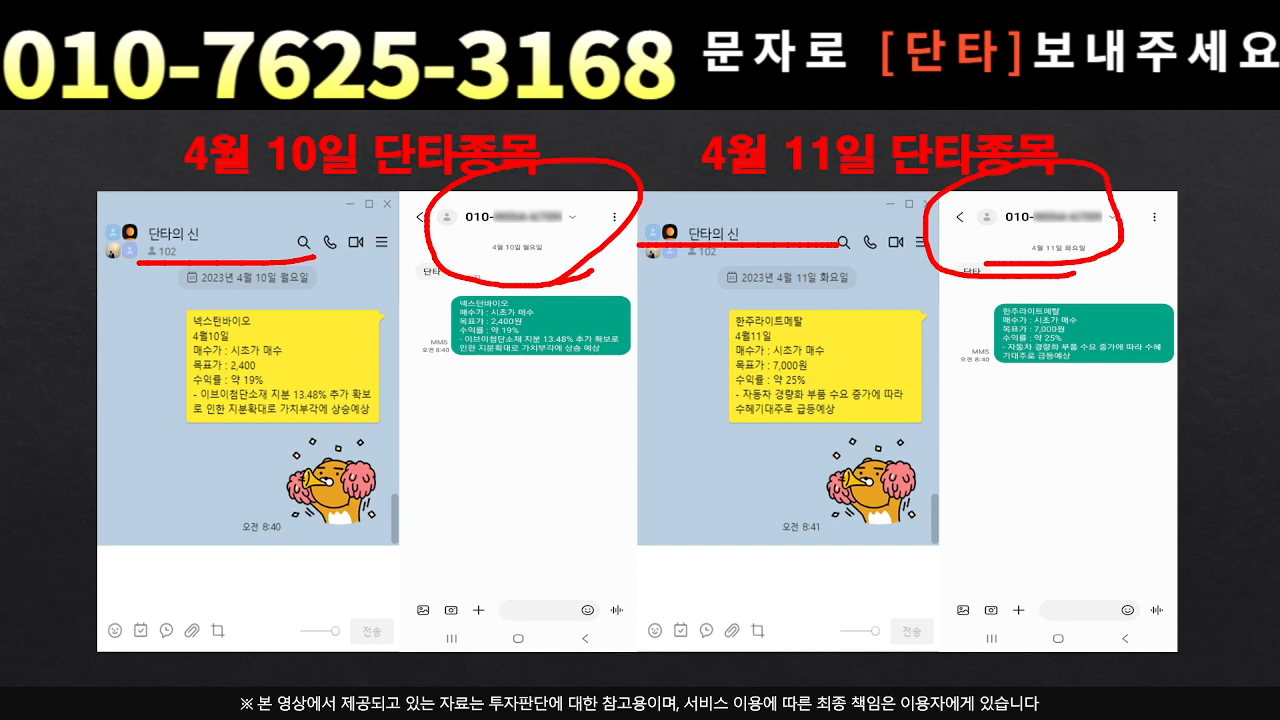 010-7625-3168 문자로 [단타]보내주세요
4월 10일 단타종목
4월 11일 단타종목
단타의 신
102
2023년 4월 10일 월요일
넥스턴바이오
4월10일
매수가 : 시초가 매수
목표가 : 2,400
수익률 : 약 19%
- 이브이첨단소재 지분 13.48% 추가 확보
로 인한 지분확대로 가치부각에 상승예상
오전 8:40
전송
010-
4월 10일 월요일
단타
넥스턴바이오
매수가 : 시초가 매수
목표가 : 2,400원
수익률 : 약 19%
- 이브이첨단소재 지분 13.48% 추가 확보로
인한 지분확대로 가치부각에 상승 예상
MMS
오전 8:40
단타의 신
102
2023년 4월 11일 화요일
한주라이트메탈
4월11일
매수가 : 시초가 매수
목표가 : 7,000원
수익률 : 약 25%
- 자동차 경량화 부품 수요 증가에 따라
수혜기대주로 급등예상
오전 8:41
전송
010-
4월 11일 화요일
단타
한주라이트메탈
매수가 : 시초가 매수
목표가 : 7,000원
수익률 : 약 25%
- 자동차 경량화 부품 수요 증가에 따라 수혜
기대주로 급등예상
MMS
오전 8:40
※ 본 영상에서 제공되고 있는 자료는 투자판단에 대한 참고용이며, 서비스 이용에 따른 최종 책임은 이용자에게 있습니다